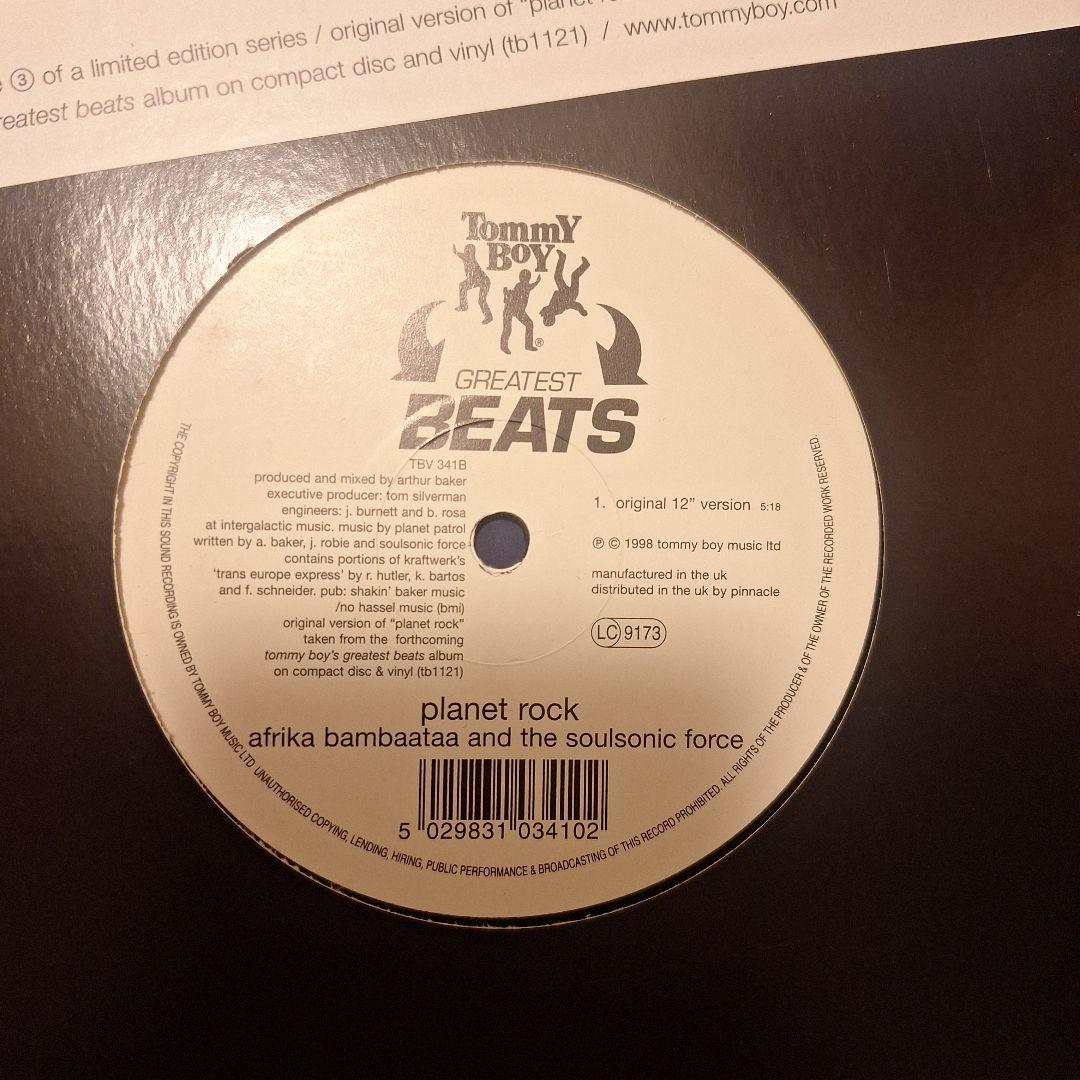 ③ of a limited edition series / original version of "planet
greatest beats album on compact disc and vinyl (tb1121) / www.tommyboy.com
Tommy
Boy
®
GREATEST
BEATS
TBV 341B
produced and mixed by arthur baker
executive producer: tom silverman
engineers: j. burnett and b. rosa
at intergalactic music. music by planet patrol
written by a. baker, j. robie and soulsonic force
contains portions of kraftwerk's
'trans europe express' by r. hutler, k. bartos
and f. schneider. pub: shakin' baker music
/no hassel music (bmi)
original version of "planet rock"
taken from the forthcoming
tommy boy's greatest beats album
on compact disc & vinyl (tb1121)
1. original 12" version 5:18
℗ © 1998 tommy boy music ltd
manufactured in the uk
distributed in the uk by pinnacle
LC 9173
planet rock
afrika bambaataa and the soulsonic force
5 029831 034102
THE COPYRIGHT IN THIS SOUND RECORDING IS OWNED BY TOMMY BOY MUSIC LTD UNAUTHORISED COPYING, LENDING, HIRING, PUBLIC PERFORMANCE & BROADCASTING OF THIS RECORD PROHIBITED. ALL RIGHTS OF THE PRODUCER & OF THE OWNER OF THE RECORDED WORK RESERVED.